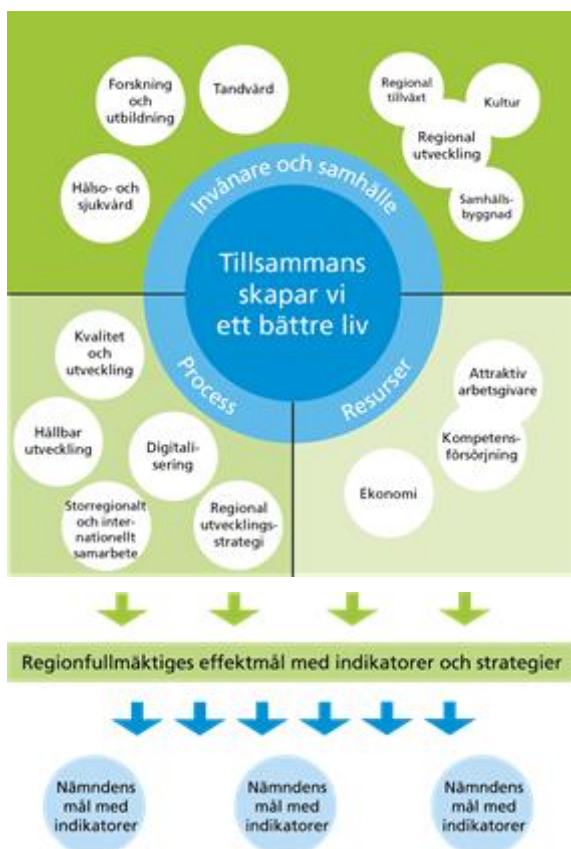 Forskning
och
utbildning
Tandvård
Hälso- och
sjukvård
Regional
tillväxt
Kultur
Regional
utveckling
Samhälls-
byggnad
Invånare och samhälle
Tillsammans
skapar vi
ett bättre liv
Process
Resurser
Kvalitet
och
utveckling
Hållbar
utveckling
Digitali-
sering
Storregionalt
och inter-
nationellt
samarbete
Regional
utvecklings-
strategi
Attraktiv
arbetsgivare
Kompetens-
försörjning
Ekonomi
Regionfullmäktiges effektmål med indikatorer och strategier
Nämndens
mål med
indikatorer
Nämndens
mål med
indikatorer
Nämndens
mål med
indikatorer